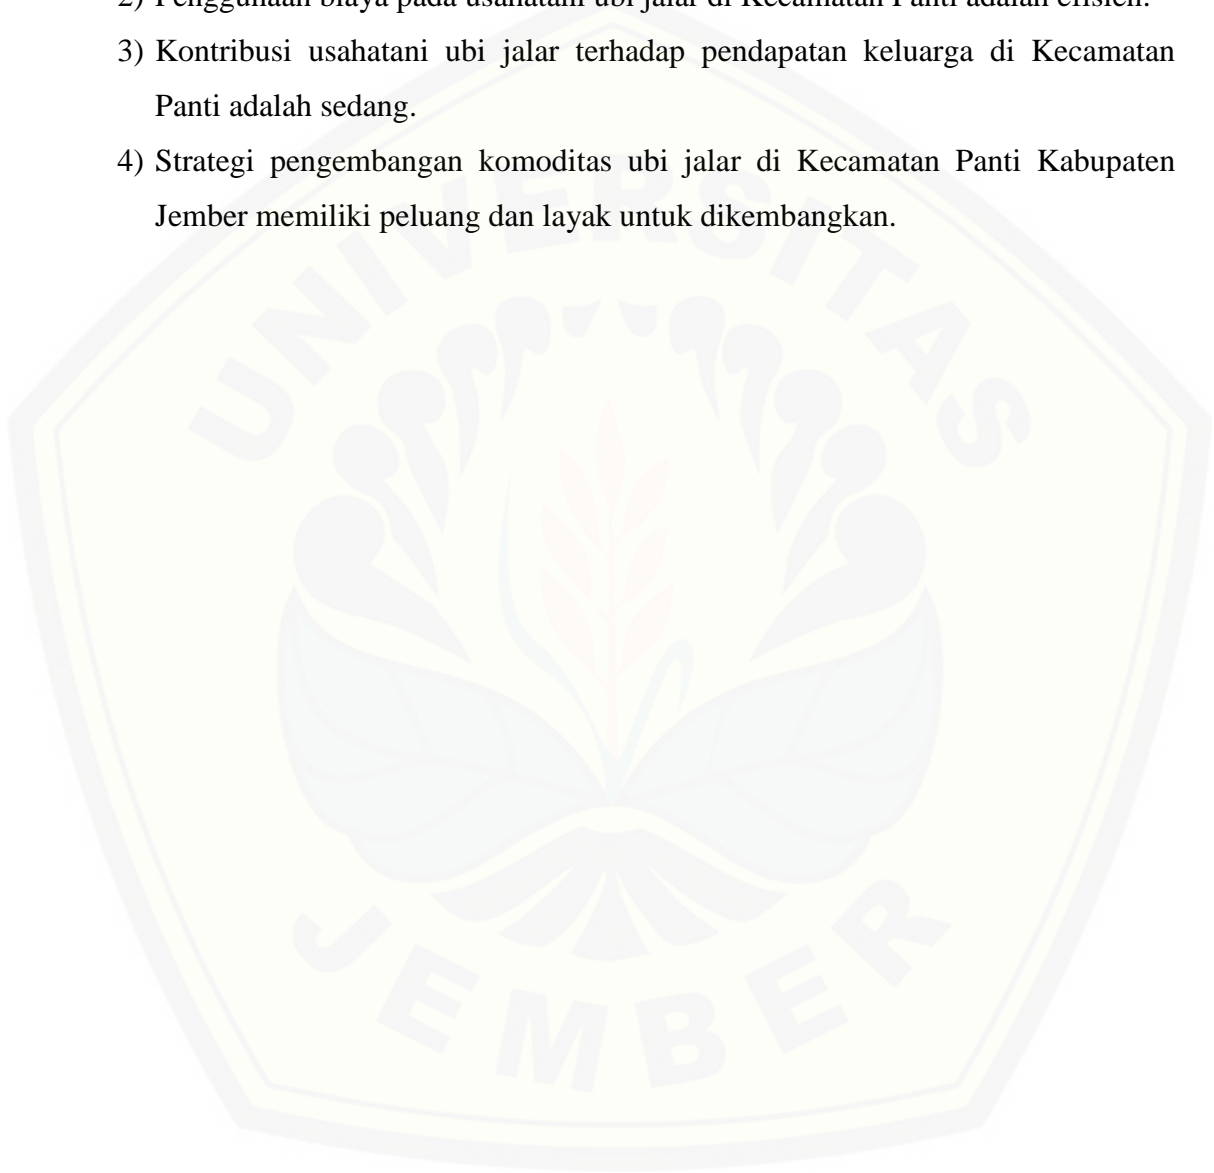 2) Penggunaan biaya pada usahatani ubi jalar di Kecamatan Panti adalah efisien.
3) Kontribusi usahatani ubi jalar terhadap pendapatan keluarga di Kecamatan
Panti adalah sedang.
4) Strategi pengembangan komoditas ubi jalar di Kecamatan Panti Kabupaten
Jember memiliki peluang dan layak untuk dikembangkan.
UNIVERSITAS
JEMBER